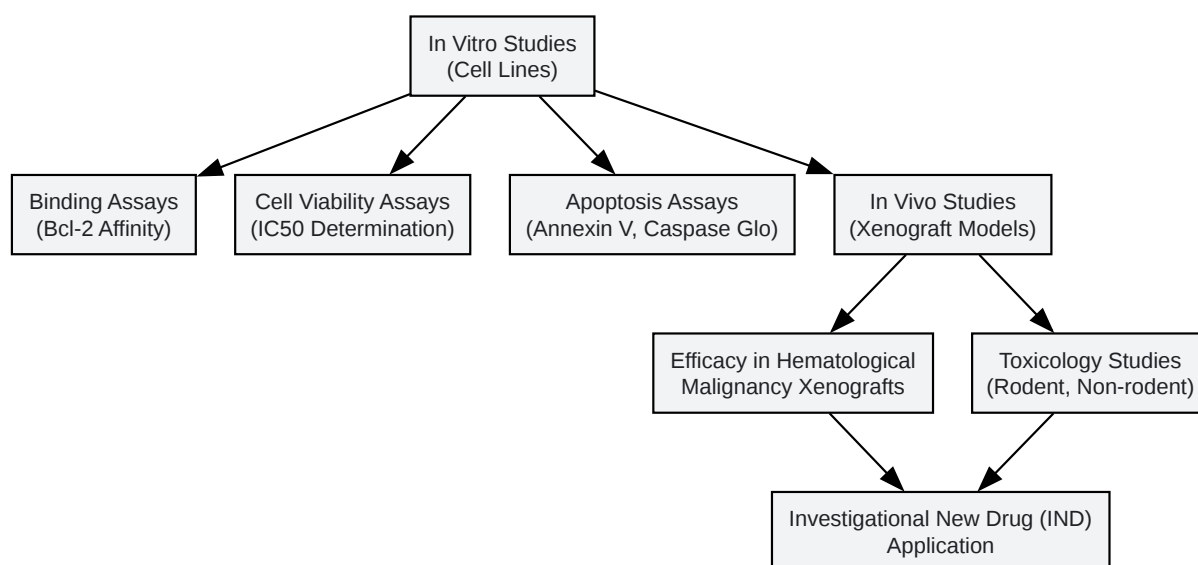 In Vitro Studies
(Cell Lines)
Binding Assays
(Bcl-2 Affinity)
Cell Viability Assays
(IC50 Determination)
Apoptosis Assays
(Annexin V, Caspase Glo)
In Vivo Studies
(Xenograft Models)
Efficacy in Hematological
Malignancy Xenografts
Toxicology Studies
(Rodent, Non-rodent)
Investigational New Drug (IND)
Application